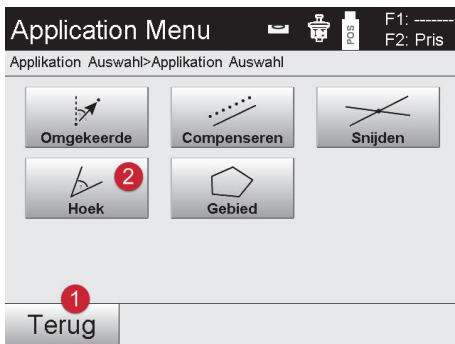 Application Menu POS F1: -------
F2: Pris
Applikation Auswahl>Applikation Auswahl
Omgekeerde Compenseren Snijden
2
Hoek Gebied
1
Terug